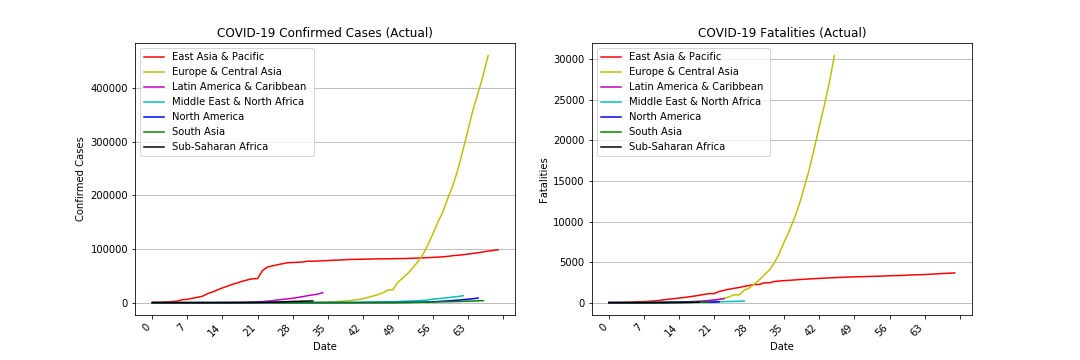 COVID-19 Confirmed Cases (Actual)
East Asia & Pacific
Europe & Central Asia
Latin America & Caribbean
Middle East & North Africa
North America
South Asia
Sub-Saharan Africa
400000
300000
200000
100000
0
Confirmed Cases
0 7 14 21 28 35 42 49 56 63
Date
COVID-19 Fatalities (Actual)
East Asia & Pacific
Europe & Central Asia
Latin America & Caribbean
Middle East & North Africa
North America
South Asia
Sub-Saharan Africa
30000
25000
20000
15000
10000
5000
0
Fatalities
0 7 14 21 28 35 42 49 56 63
Date